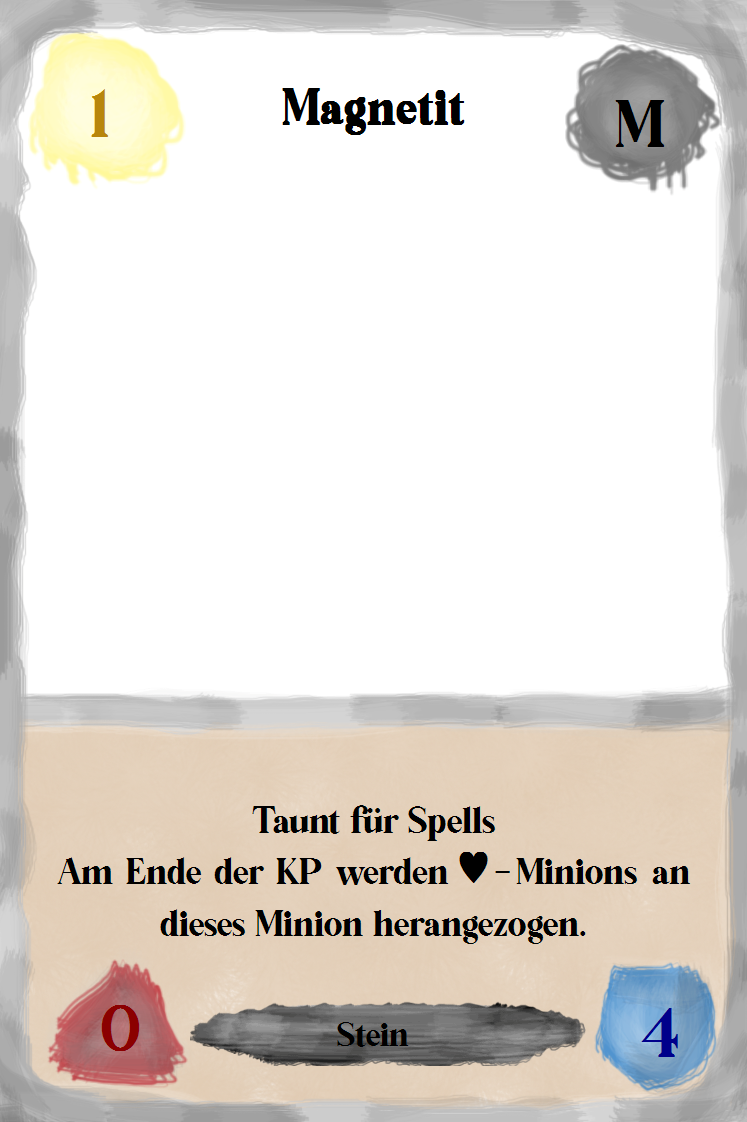 1
Magnetit
M
Taunt für Spells
Am Ende der KP werden ♥-Minions an
dieses Minion herangezogen.
0
Stein
4